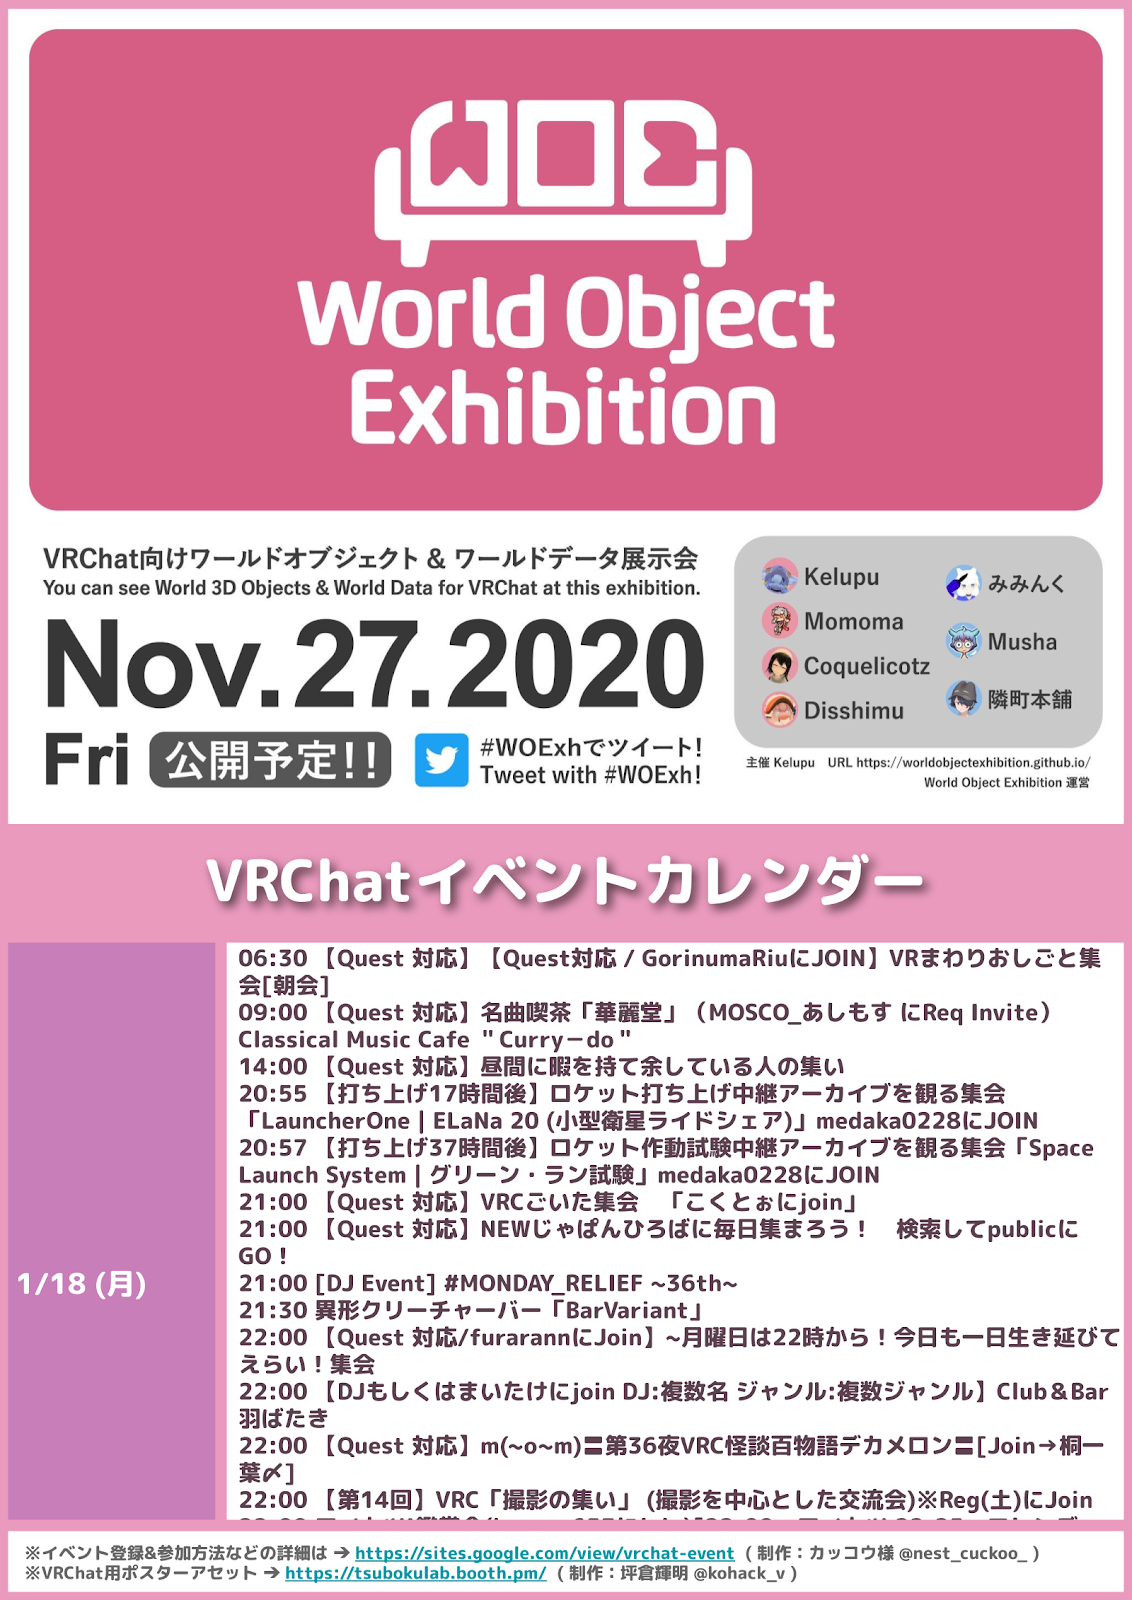 WOE
World Object
Exhibition
VRChat向けワールドオブジェクト & ワールドデータ展示会
You can see World 3D Objects & World Data for VRChat at this exhibition.
Nov.27.2020
Fri 公開予定!!
#WOExhでツイート!
Tweet with #WOExh!
Kelupu
Momoma
Coquelicotz
Disshimu
みみんく
Musha
隣町本舗
主催 Kelupu URL https://worldobjectexhibition.github.io/
World Object Exhibition 運営
VRChatイベントカレンダー
1/18 (月)
06:30 【Quest 対応】【Quest対応 / GorinumaRiuにJOIN】VRまわりおしごと集
会[朝会]
09:00 【Quest 対応】名曲喫茶「華麗堂」（MOSCO_あしもす にReq Invite）
Classical Music Cafe ＂Curry－do＂
14:00 【Quest 対応】昼間に暇を持て余している人の集い
20:55 【打ち上げ17時間後】ロケット打ち上げ中継アーカイブを観る集会
「LauncherOne | ELaNa 20 (小型衛星ライドシェア)」medaka0228にJOIN
20:57 【打ち上げ37時間後】ロケット作動試験中継アーカイブを観る集会「Space
Launch System | グリーン・ラン試験」medaka0228にJOIN
21:00 【Quest 対応】VRCごいた集会　「こくとぉにjoin」
21:00 【Quest 対応】NEWじゃぱんひろばに毎日集まろう！　検索してpublicに
GO！
21:00 [DJ Event] #MONDAY_RELIEF ~36th~
21:30 異形クリーチャーバー「BarVariant」
22:00 【Quest 対応/furarannにJoin】~月曜日は22時から！今日も一日生き延びて
えらい！集会
22:00 【DJもしくはまいたけにjoin DJ:複数名 ジャンル:複数ジャンル】Club＆Bar
羽ばたき
22:00 【Quest 対応】m(~o~m)〓第36夜VRC怪談百物語デカメロン〓[Join→桐一
葉〆]
22:00 【第14回】VRC「撮影の集い」 (撮影を中心とした交流会)※Reg(土)にJoin
※イベント登録&参加方法などの詳細は ➔ https://sites.google.com/view/vrchat-event ( 制作：カッコウ様 @nest_cuckoo_ )
※VRChat用ポスターアセット ➔ https://tsubokulab.booth.pm/ ( 制作：坪倉輝明 @kohack_v )